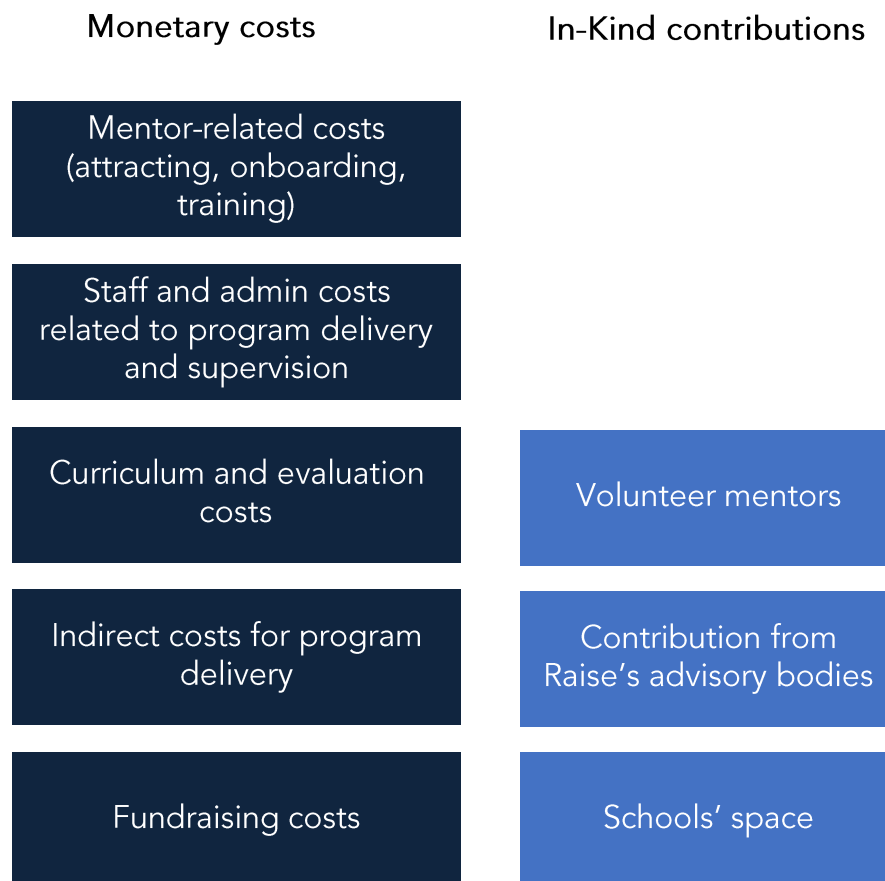 Monetary costs
In-Kind contributions
Mentor-related costs
(attracting, onboarding,
training)
Staff and admin costs
related to program delivery
and supervision
Curriculum and evaluation
costs
Volunteer mentors
Indirect costs for program
delivery
Contribution from
Raise’s advisory bodies
Fundraising costs
Schools’ space